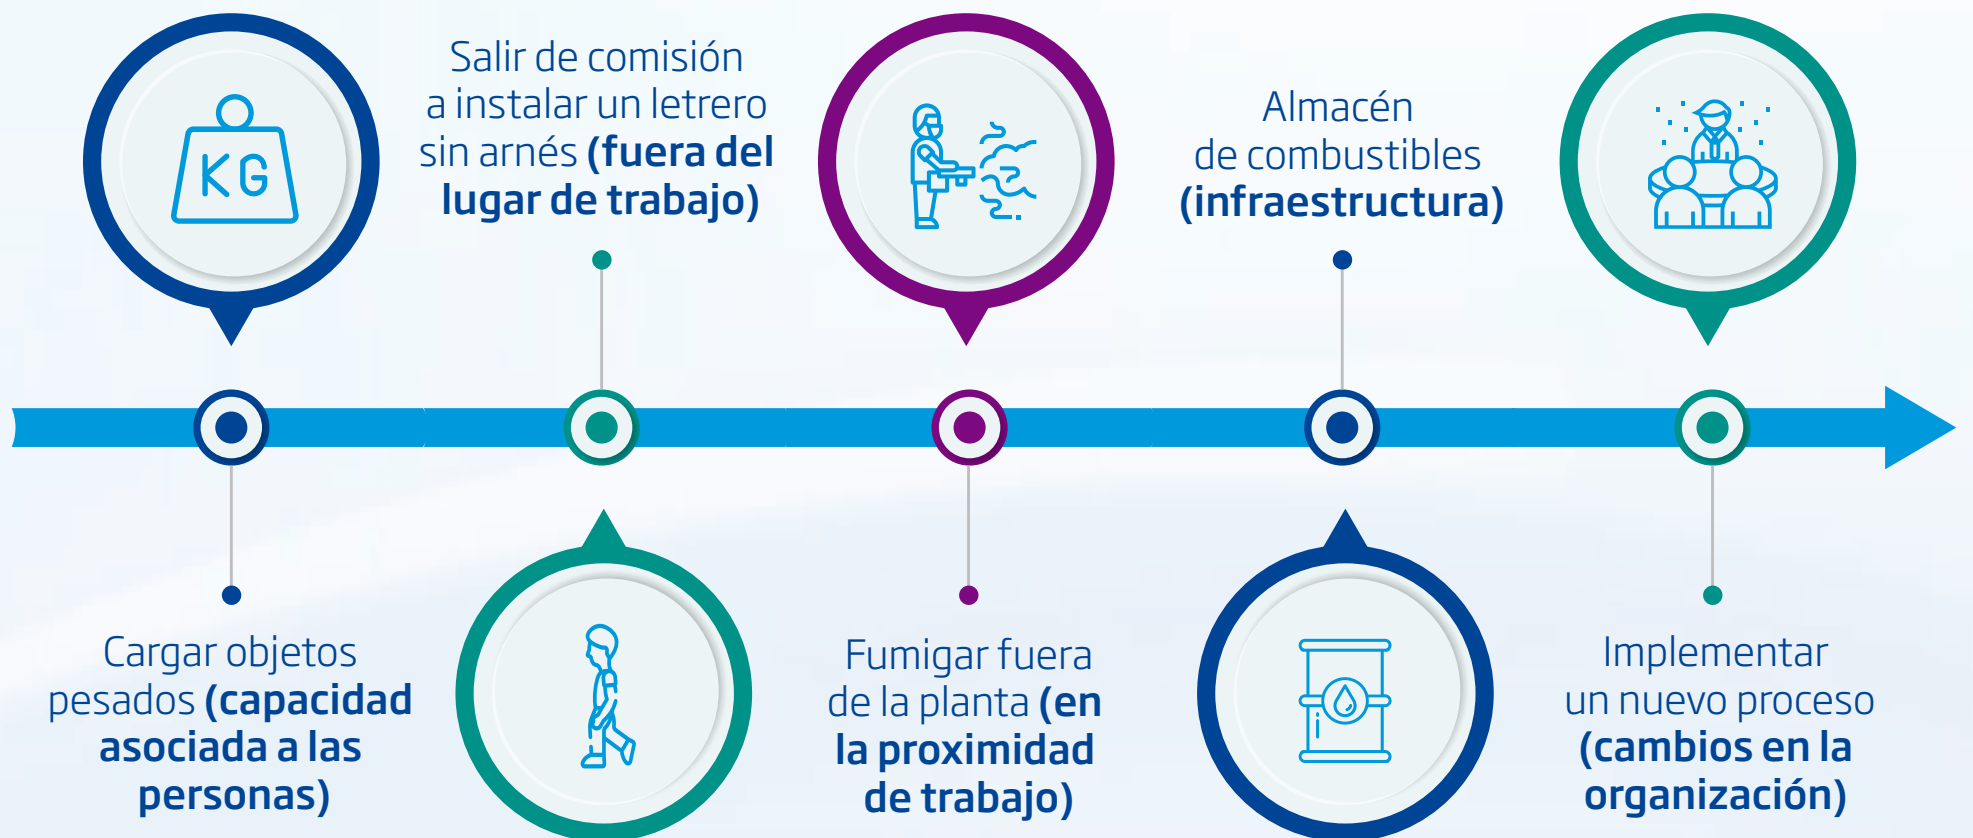 KG
Cargar objetos
pesados (capacidad
asociada a las
personas)
Salir de comisión
a instalar un letrero
sin arnés (fuera del
lugar de trabajo)
Fumigar fuera
de la planta (en
la proximidad
de trabajo)
Almacén
de combustibles
(infraestructura)
Implementar
un nuevo proceso
(cambios en la
organización)